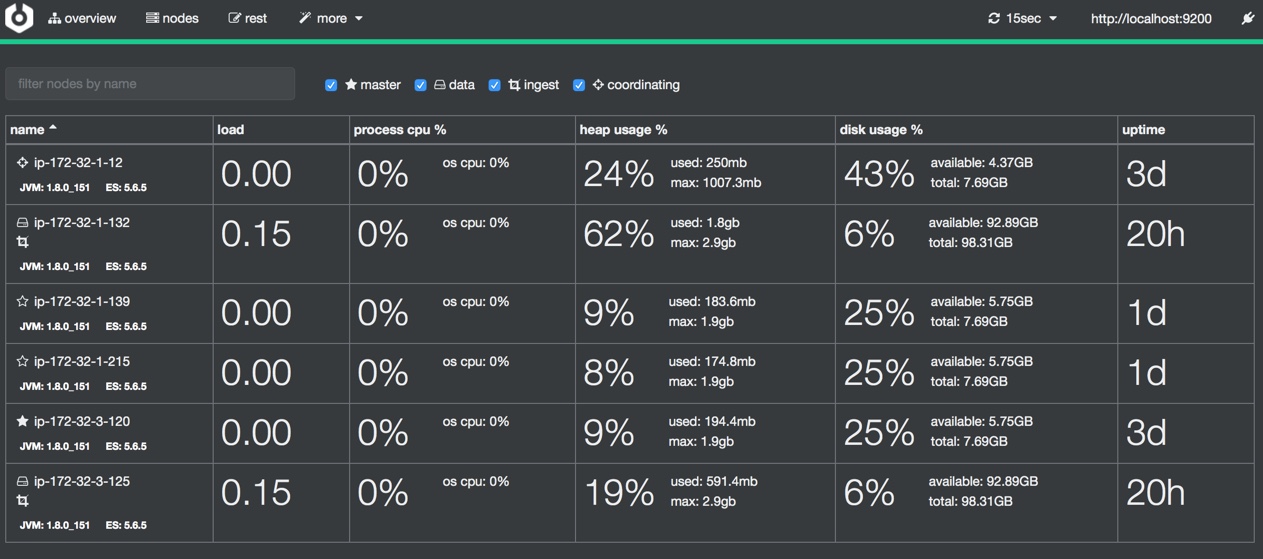 overview nodes rest more 15sec http://localhost:9200
filter nodes by name master data ingest coordinating
name load process cpu % heap usage % disk usage % uptime
ip-172-32-1-12 0.00 0% os cpu: 0% 24% used: 250mb 43% available: 4.37GB 3d
JVM: 1.8.0_151 ES: 5.6.5 max: 1007.3mb total: 7.69GB
ip-172-32-1-132 0.15 0% os cpu: 0% 62% used: 1.8gb 6% available: 92.89GB 20h
max: 2.9gb total: 98.31GB
JVM: 1.8.0_151 ES: 5.6.5
ip-172-32-1-139 0.00 0% os cpu: 0% 9% used: 183.6mb 25% available: 5.75GB 1d
JVM: 1.8.0_151 ES: 5.6.5 max: 1.9gb total: 7.69GB
ip-172-32-1-215 0.00 0% os cpu: 0% 8% used: 174.8mb 25% available: 5.75GB 1d
JVM: 1.8.0_151 ES: 5.6.5 max: 1.9gb total: 7.69GB
ip-172-32-3-120 0.00 0% os cpu: 0% 9% used: 194.4mb 25% available: 5.75GB 3d
JVM: 1.8.0_151 ES: 5.6.5 max: 1.9gb total: 7.69GB
ip-172-32-3-125 0.15 0% os cpu: 0% 19% used: 591.4mb 6% available: 92.89GB 20h
max: 2.9gb total: 98.31GB
JVM: 1.8.0_151 ES: 5.6.5